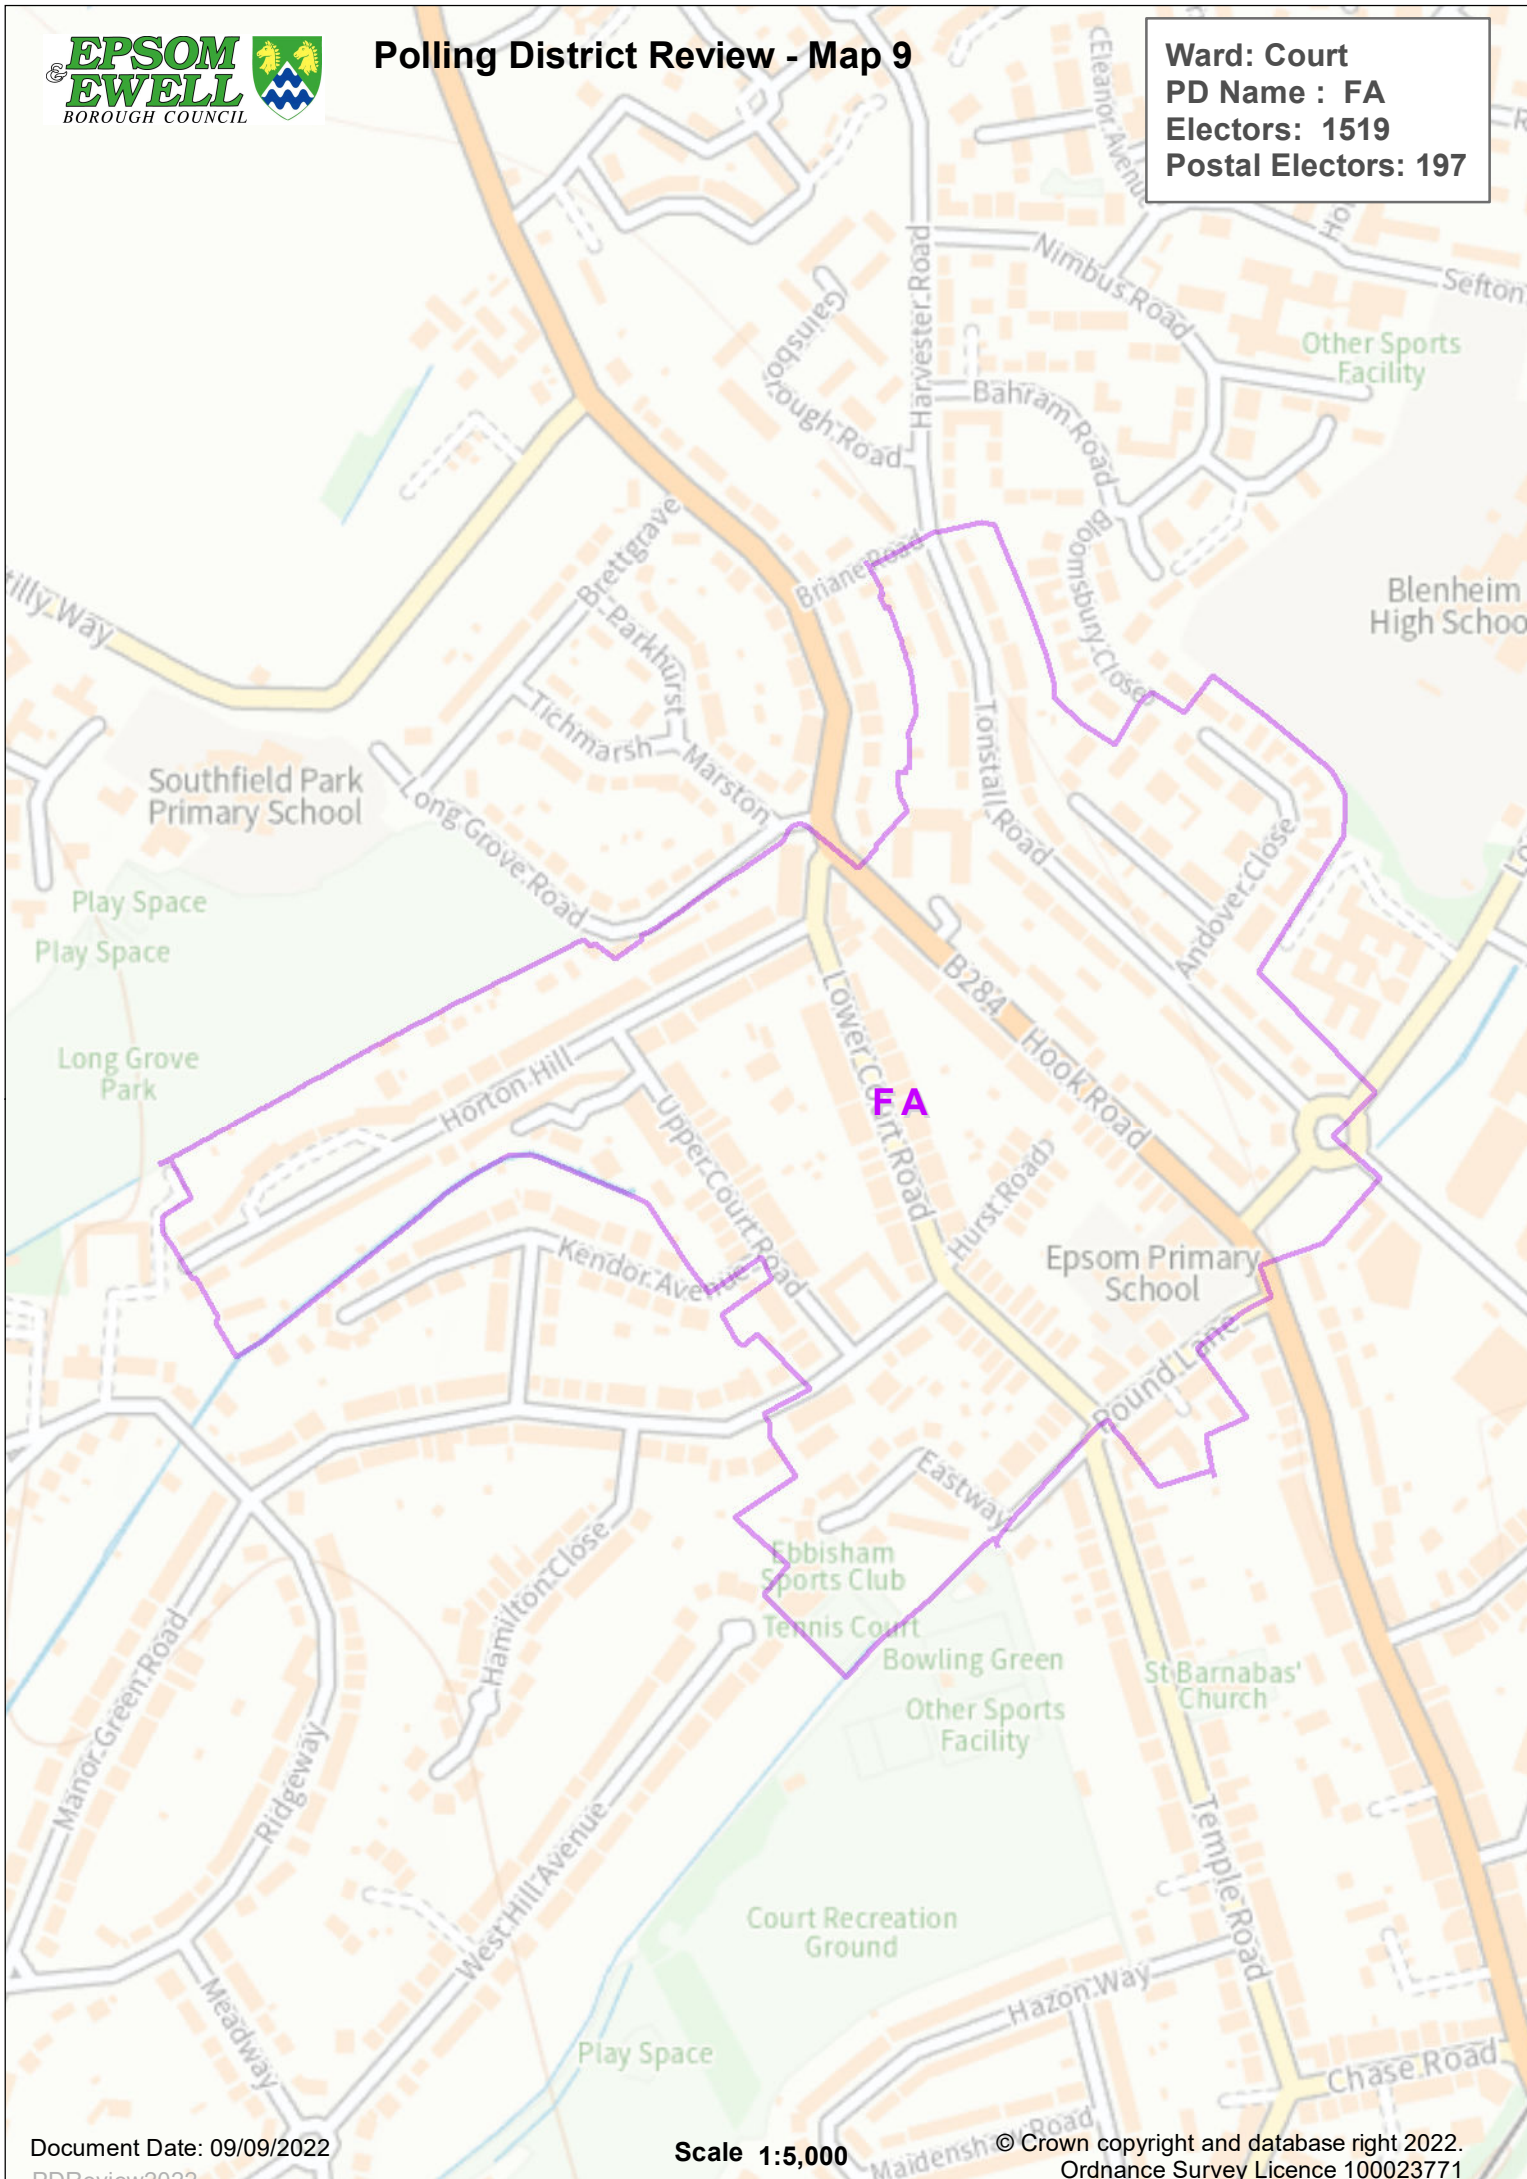 EPSOM
& EWELL
BOROUGH COUNCIL
Polling District Review - Map 9
Ward: Court
PD Name : FA
Electors: 1519
Postal Electors: 197
Eleanor Avenue
Harvester Road
Nimbus Road
Sefton
Gainsborough Road
Other Sports
Facility
Bahram Road
Brettgrave
Briane Road
Bloomsbury Close
Blenheim
High Schoo
tilly Way
Parkhurst
Tichmarsh
Marston
Tonstall Road
Southfield Park
Primary School
Long Grove Road
Andover Close
Play Space
Play Space
B284
Hook Road
Lower Court Road
Long Grove
Park
Horton Hill
FA
Upper Court Road
Hurst Road
Kendor Avenue
Epsom Primary
School
Pound Lane
Eastway
Ebbisham
Sports Club
Hamilton Close
Tennis Court
Bowling Green
St Barnabas'
Church
Other Sports
Facility
Manor Green Road
Ridgeway
West Hill Avenue
Temple Road
Court Recreation
Ground
Meadway
Hazon Way
Play Space
Chase Road
Maidenshaw Road
Document Date: 09/09/2022
PDReview2022
Scale 1:5,000
© Crown copyright and database right 2022.
Ordnance Survey Licence 100023771